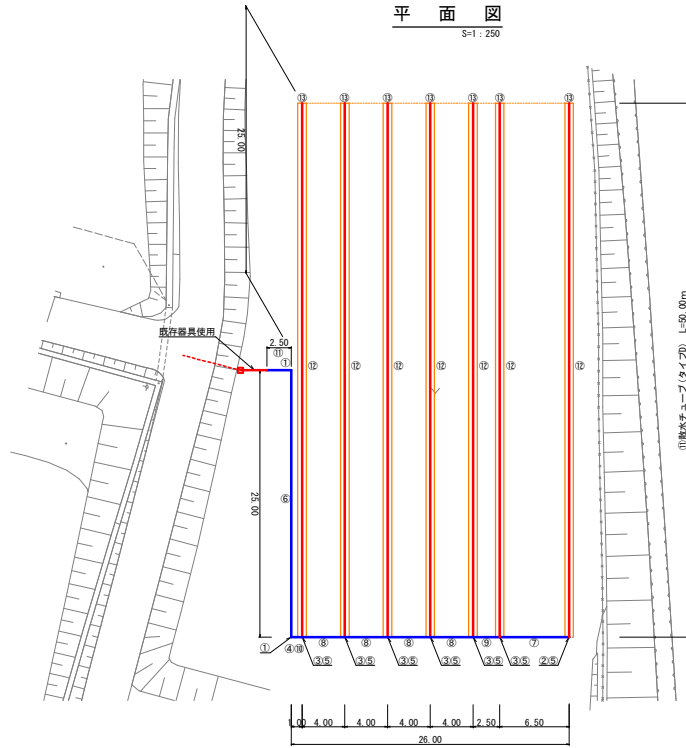 平 面 図
S=1 : 250
⑬ ⑬ ⑬ ⑬ ⑬ ⑬ ⑬
25.00
既存器具使用
2.50
⑪
①
⑫ ⑫ ⑫ ⑫ ⑫ ⑫ ⑫
⑪散水チューブ(タイプD) L=50.00m
25.00
⑥
① ④⑩ ⑧ ⑧ ⑧ ⑧ ⑨ ⑦
③⑤ ③⑤ ③⑤ ③⑤ ③⑤ ③⑤ ②⑤
1.00 4.00 4.00 4.00 4.00 2.50 6.50
26.00